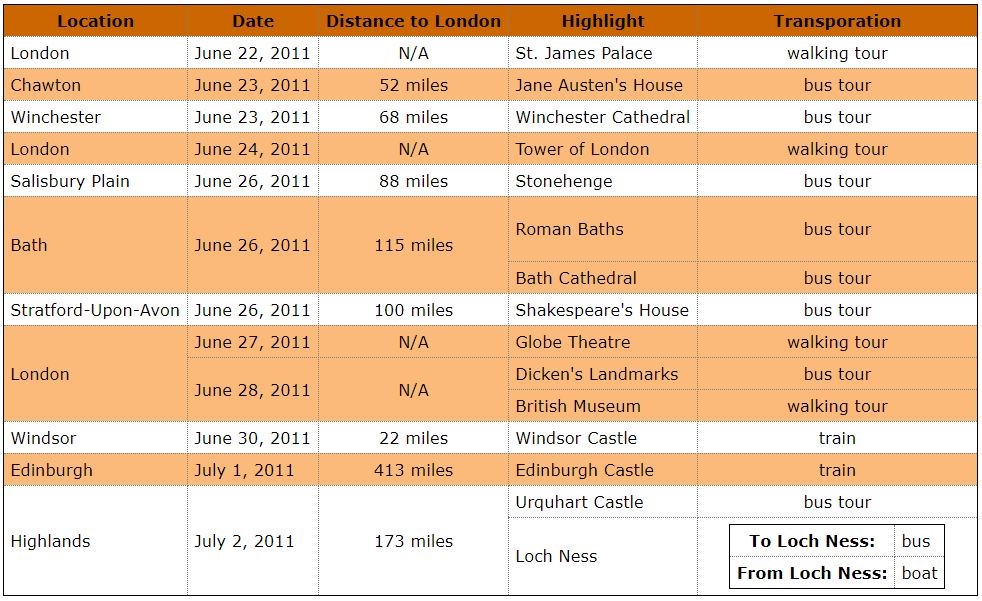 Location Date Distance to London Highlight Transporation
London June 22, 2011 N/A St. James Palace walking tour
Chawton June 23, 2011 52 miles Jane Austen's House bus tour
Winchester June 23, 2011 68 miles Winchester Cathedral bus tour
London June 24, 2011 N/A Tower of London walking tour
Salisbury Plain June 26, 2011 88 miles Stonehenge bus tour
Bath June 26, 2011 115 miles Roman Baths bus tour
Bath Cathedral bus tour
Stratford-Upon-Avon June 26, 2011 100 miles Shakespeare's House bus tour
London June 27, 2011 N/A Globe Theatre walking tour
June 28, 2011 N/A Dicken's Landmarks bus tour
British Museum walking tour
Windsor June 30, 2011 22 miles Windsor Castle train
Edinburgh July 1, 2011 413 miles Edinburgh Castle train
Highlands July 2, 2011 173 miles Urquhart Castle bus tour
Loch Ness To Loch Ness: bus
From Loch Ness: boat